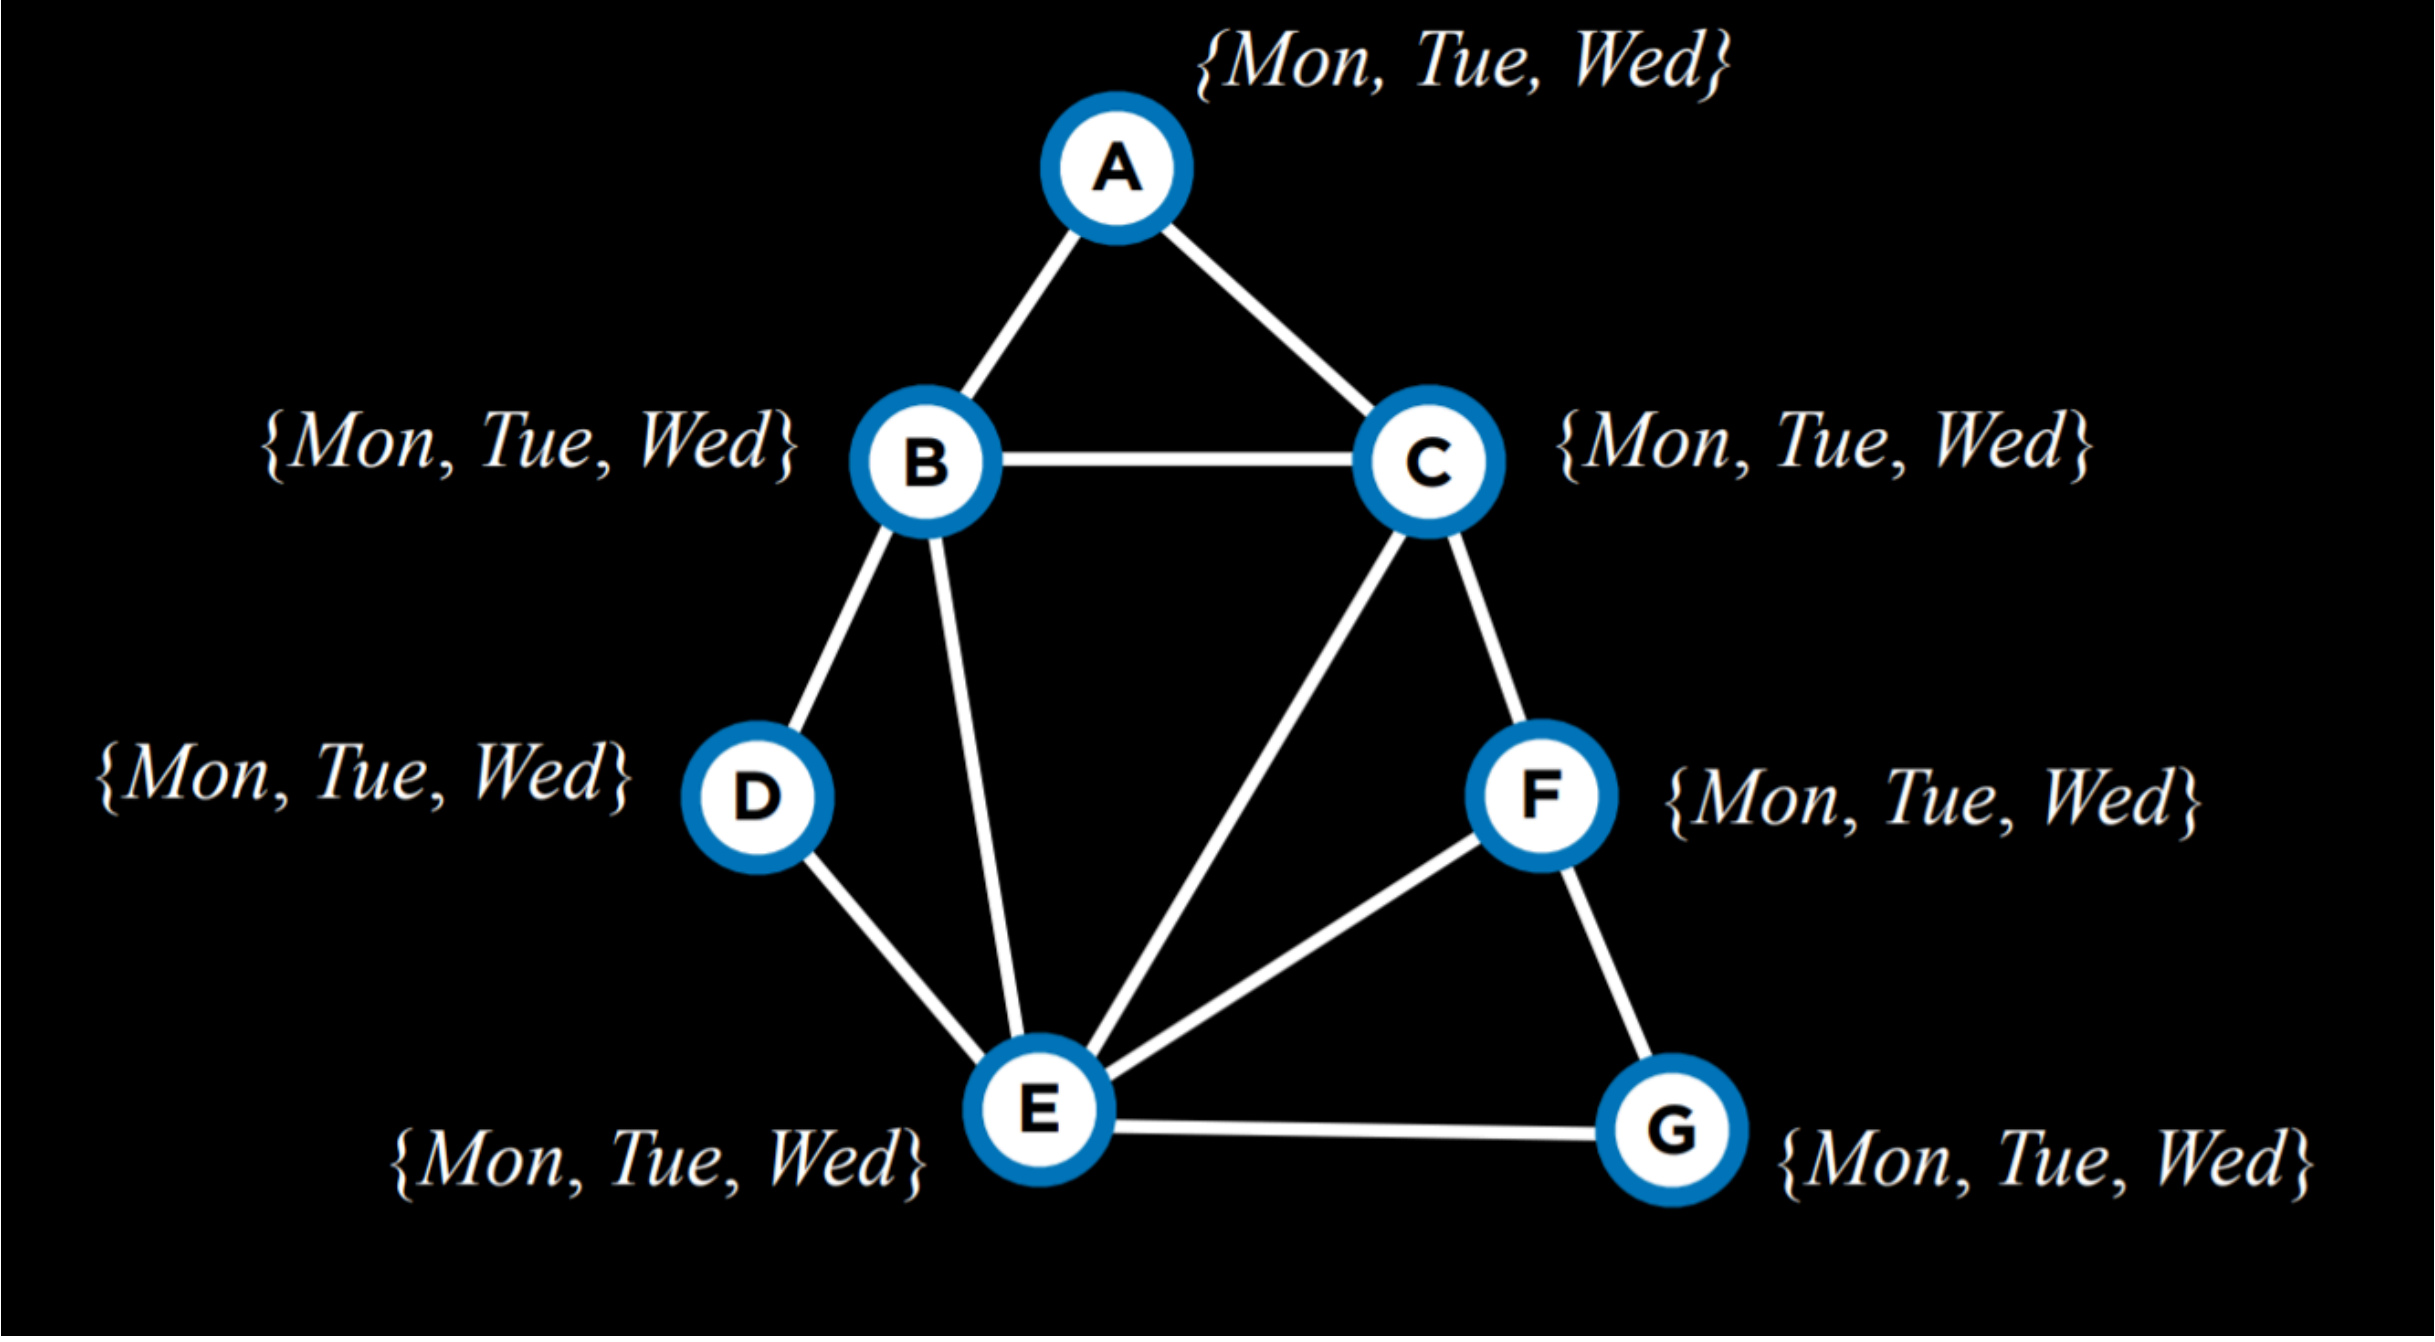 {Mon, Tue, Wed}
A
{Mon, Tue, Wed}
B
C
{Mon, Tue, Wed}
{Mon, Tue, Wed}
D
F
{Mon, Tue, Wed}
{Mon, Tue, Wed}
E
G
{Mon, Tue, Wed}